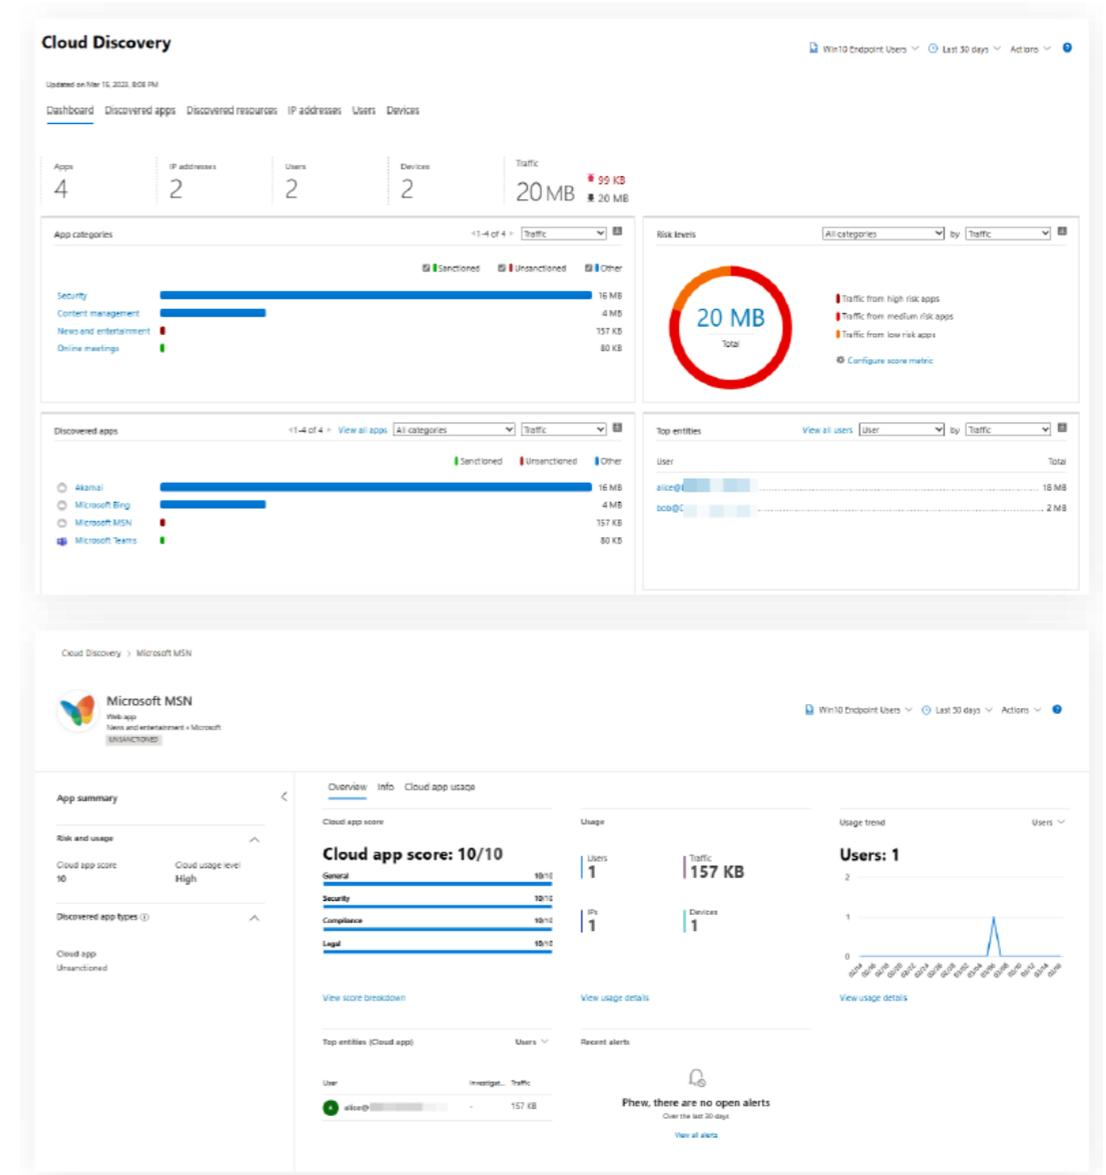 Cloud Discovery
Win10 Endpoint Users Last 30 days Actions
Updated on Mar 15, 2023, 8:08 PM
Dashboard Discovered apps Discovered resources IP addresses Users Devices
Apps IP addresses Users Devices Traffic
4 2 2 2 20 MB 99 KB
20 MB
App categories <1-4 of 4> Traffic
Sanctioned Unsanctioned Other
Security 16 MB
Content management 4 MB
News and entertainment 157 KB
Online meetings 80 KB
Risk levels All categories by Traffic
20 MB
Total
Traffic from high risk apps
Traffic from medium risk apps
Traffic from low risk apps
Configure score metric
Discovered apps <1-4 of 4> View all apps All categories Traffic
Sanctioned Unsanctioned Other
Akamai 16 MB
Microsoft Bing 4 MB
Microsoft MSN 157 KB
Microsoft Teams 80 KB
Top entities View all users User by Traffic
User Total
alice@ 18 MB
bob@ 2 MB
Cloud Discovery > Microsoft MSN
Microsoft MSN
Web app
News and entertainment • Microsoft
UNSANCTIONED
Win10 Endpoint Users Last 30 days Actions
App summary
Risk and usage
Cloud app score Cloud usage level
10 High
Discovered app types
Cloud app
Unsanctioned
Overview Info Cloud app usage
Cloud app score
Cloud app score: 10/10
General 10/10
Security 10/10
Compliance 10/10
Legal 10/10
View score breakdown
Usage
Users Traffic
1 157 KB
IPs Devices
1 1
View usage details
Usage trend Users
Users: 1
2
1
0
View usage details
Top entities (Cloud app) Users
User Investigat... Traffic
alice@ - 157 KB
Recent alerts
Phew, there are no open alerts
Over the last 30 days
View all alerts